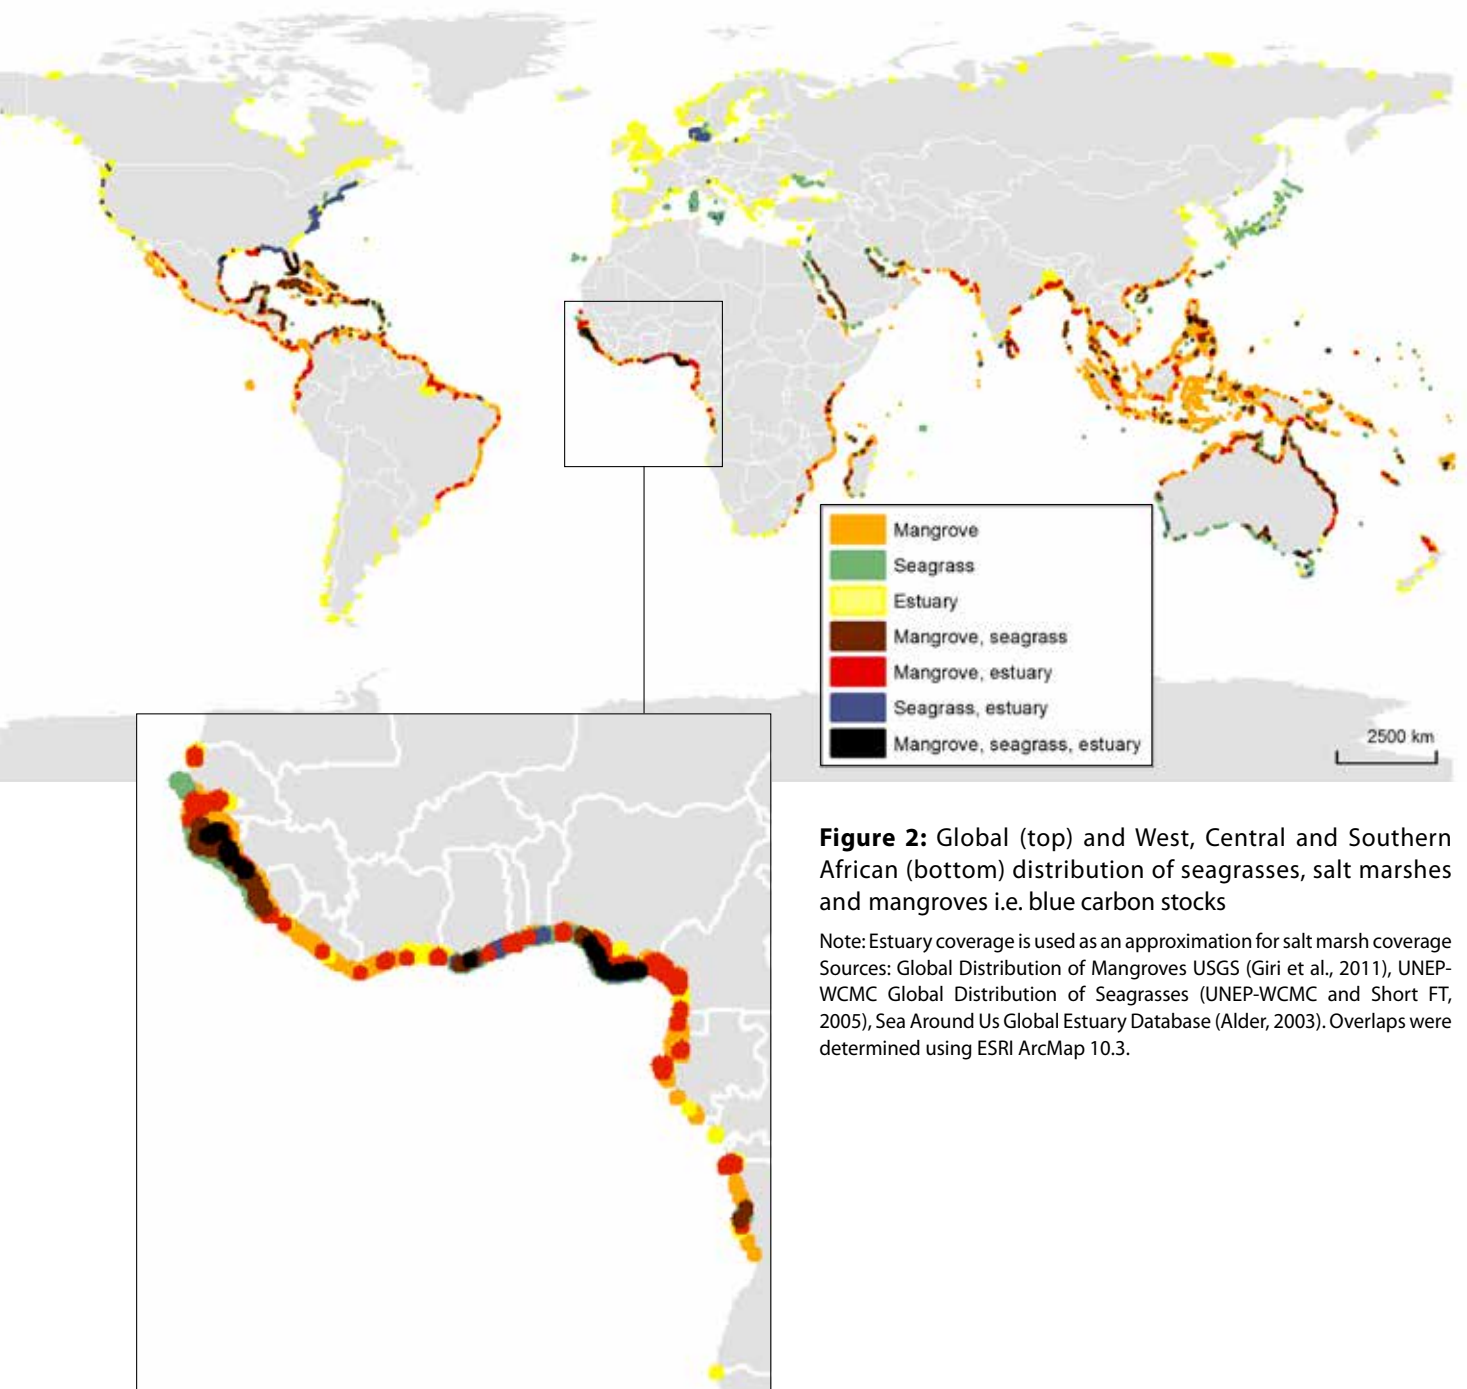 Mangrove
Seagrass
Estuary
Mangrove, seagrass
Mangrove, estuary
Seagrass, estuary
Mangrove, seagrass, estuary
2500 km
Figure 2: Global (top) and West, Central and Southern
African (bottom) distribution of seagrasses, salt marshes
and mangroves i.e. blue carbon stocks
Note: Estuary coverage is used as an approximation for salt marsh coverage
Sources: Global Distribution of Mangroves USGS (Giri et al., 2011), UNEP-
WCMC Global Distribution of Seagrasses (UNEP-WCMC and Short FT,
2005), Sea Around Us Global Estuary Database (Alder, 2003). Overlaps were
determined using ESRI ArcMap 10.3.